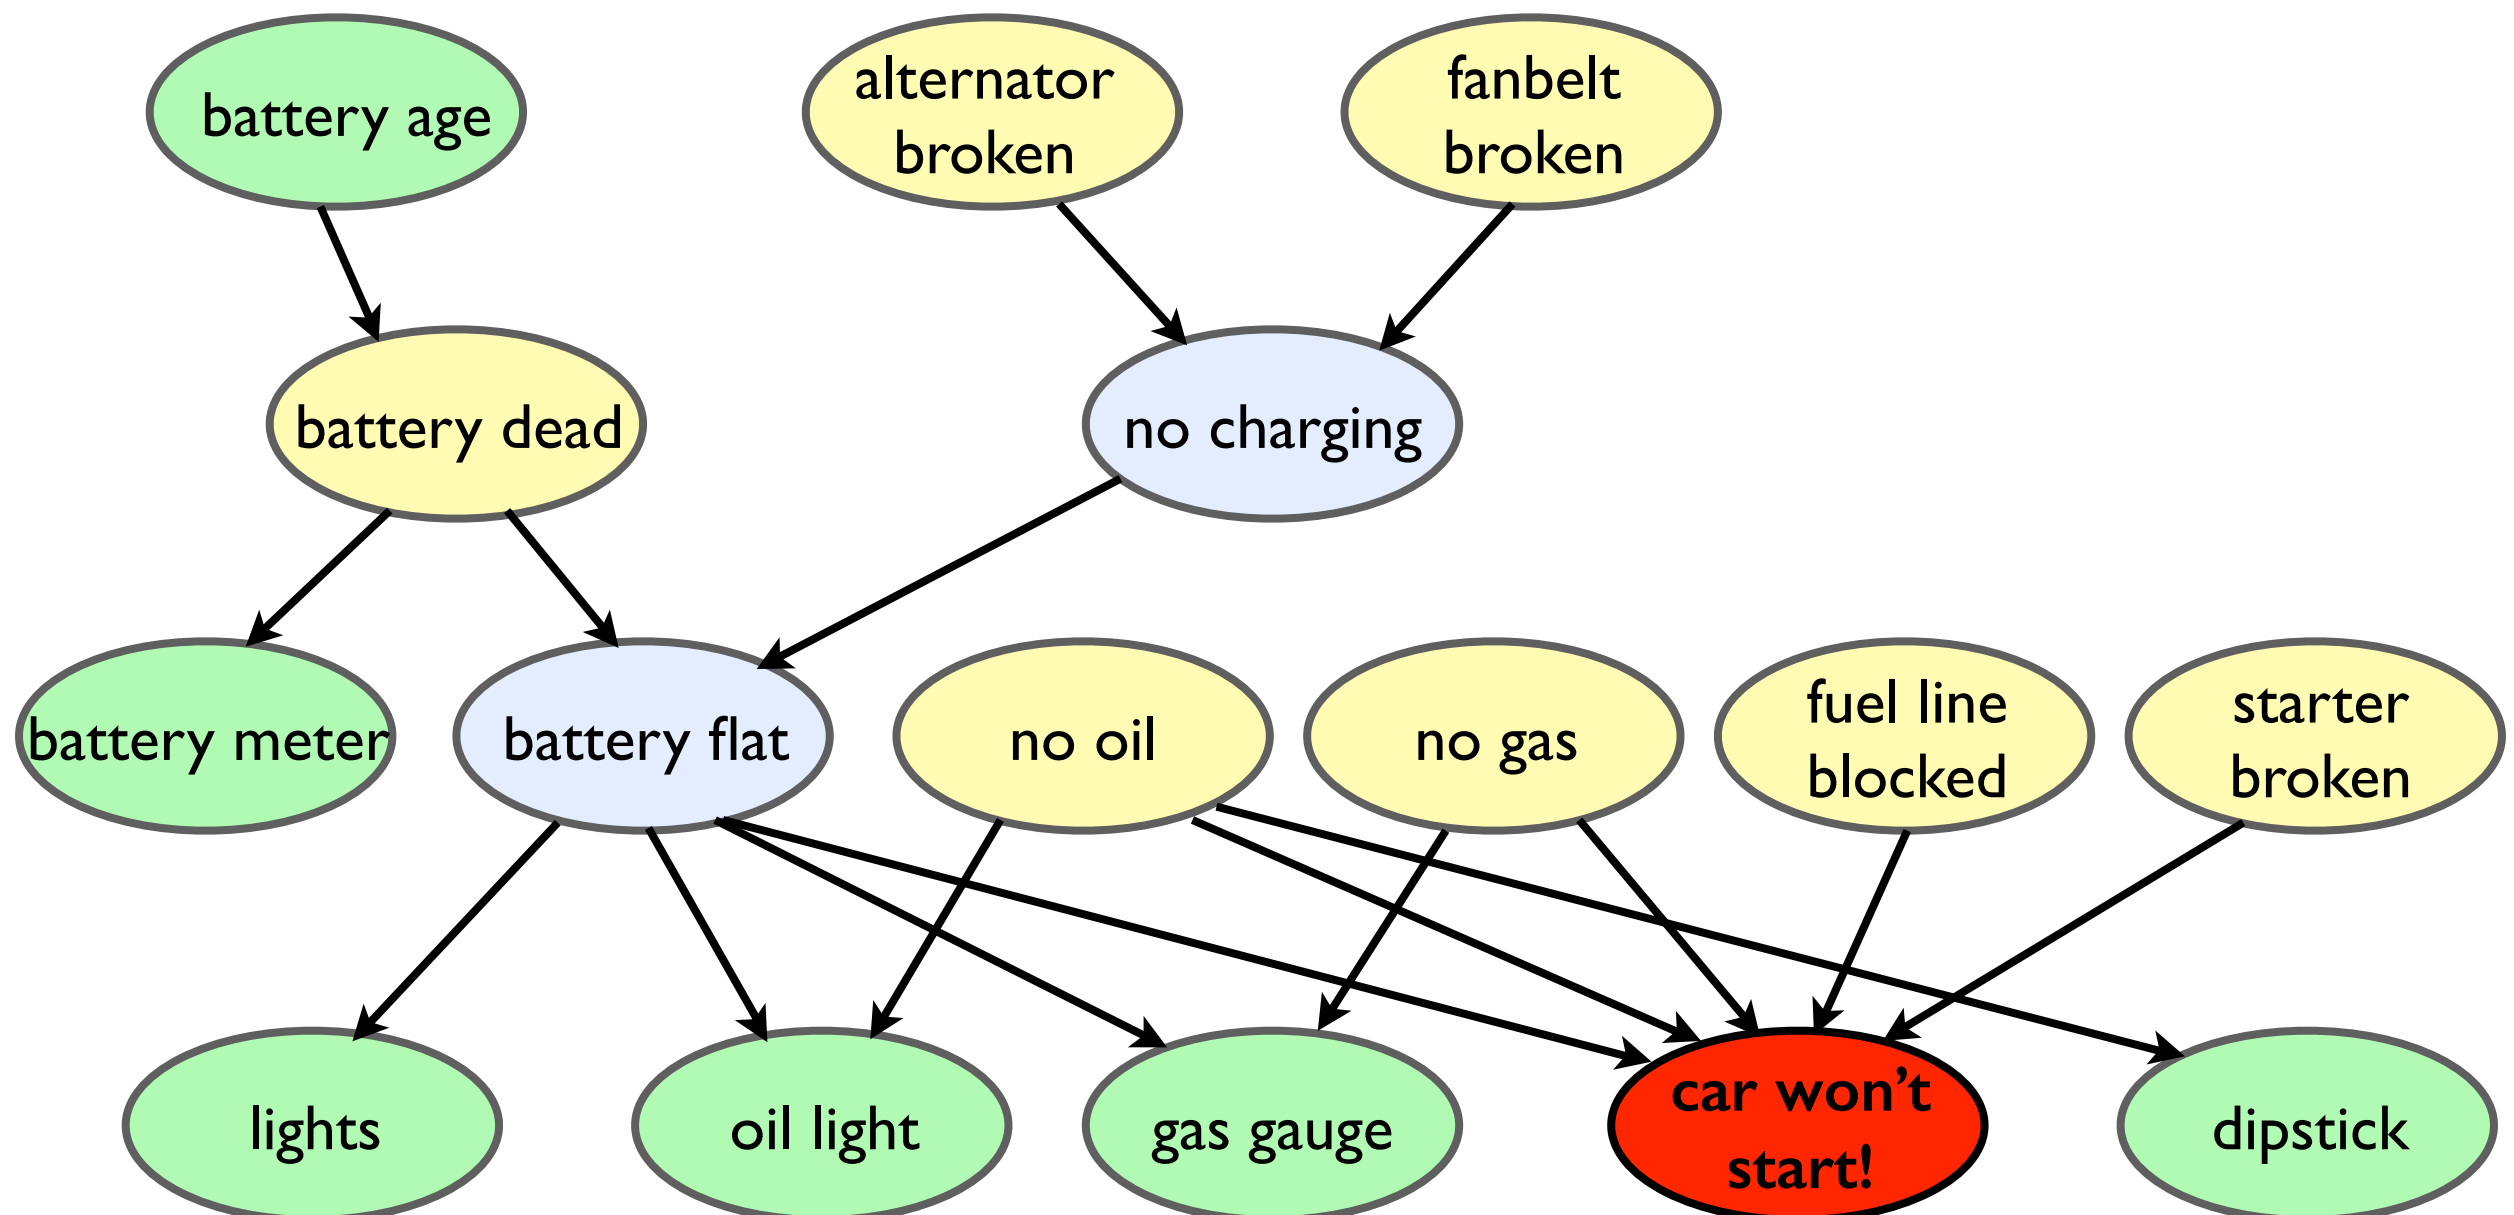 battery age
alternator
broken
fanbelt
broken
battery dead
no charging
battery meter
battery flat
no oil
no gas
fuel line
blocked
starter
broken
lights
oil light
gas gauge
car won't
start!
dipstick